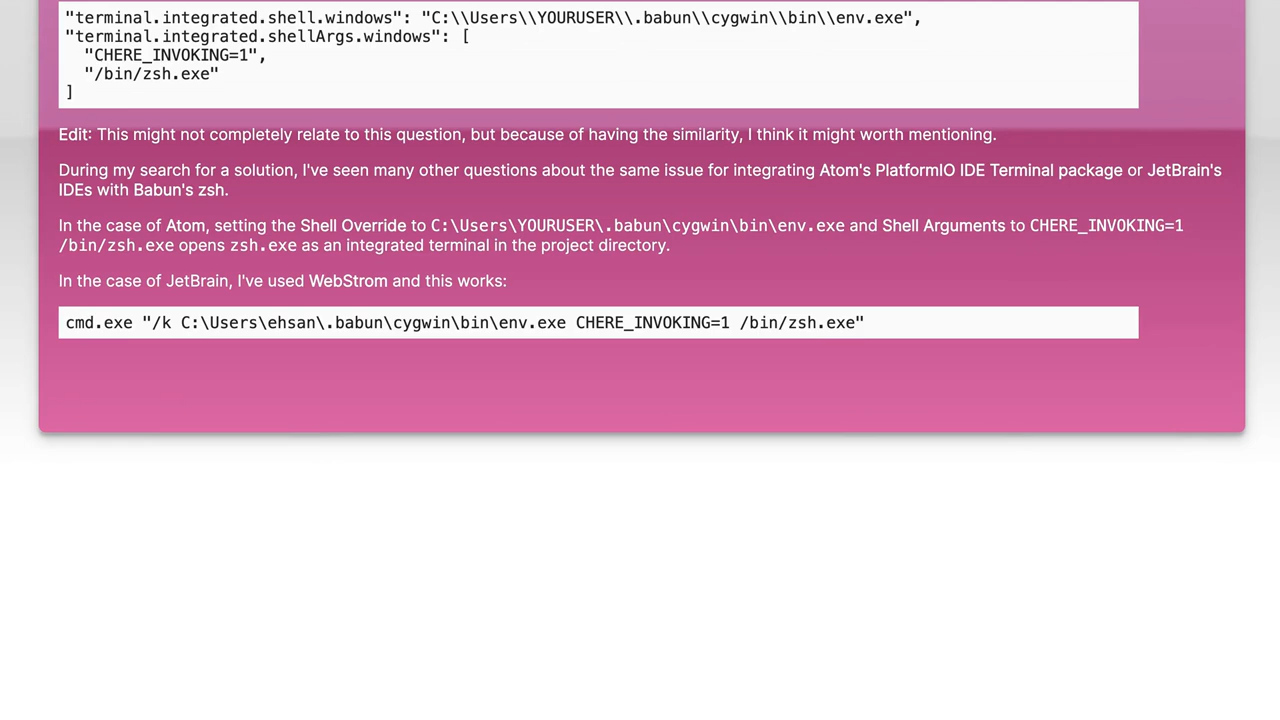 "terminal.integrated.shell.windows": "C:\\Users\\YOURUSER\\.babun\\cygwin\\bin\\env.exe",
"terminal.integrated.shellArgs.windows": [
"CHERE_INVOKING=1",
"/bin/zsh.exe"
]
Edit: This might not completely relate to this question, but because of having the similarity, I think it might worth mentioning.
During my search for a solution, I've seen many other questions about the same issue for integrating Atom's PlatformIO IDE Terminal package or JetBrain's
IDEs with Babun's zsh.
In the case of Atom, setting the Shell Override to C:\Users\YOURUSER\.babun\cygwin\bin\env.exe and Shell Arguments to CHERE_INVOKING=1
/bin/zsh.exe opens zsh.exe as an integrated terminal in the project directory.
In the case of JetBrain, I've used WebStrom and this works:
cmd.exe "/k C:\Users\ehsan\.babun\cygwin\bin\env.exe CHERE_INVOKING=1 /bin/zsh.exe"